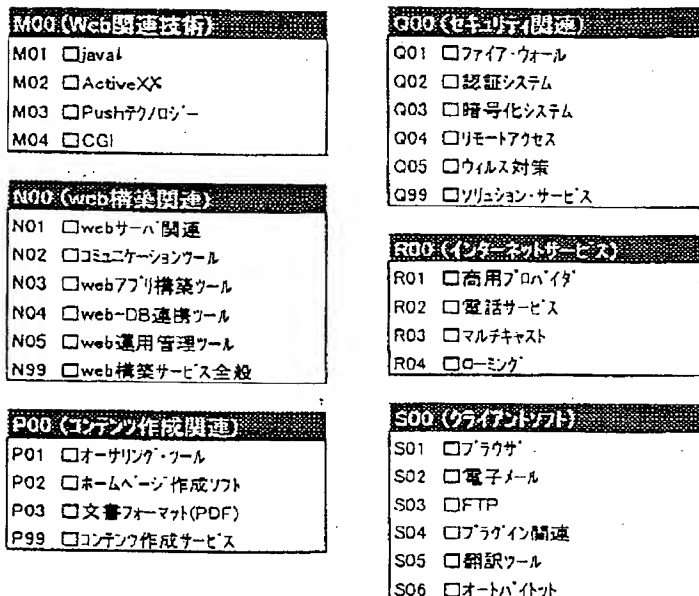 M00 (Web関連技術)
M01 □java
M02 □ActiveX
M03 □Pushテクノロジー
M04 □CGI
N00 (web構築関連)
N01 □webサーバ関連
N02 □コミュニケーションツール
N03 □webアプリ構築ツール
N04 □web-DB連携ツール
N05 □web運用管理ツール
N99 □web構築サービス全般
P00 (コンテンツ作成関連)
P01 □オーサリング・ツール
P02 □ホームページ作成ソフト
P03 □文書フォーマット(PDF)
P99 □コンテンツ作成サービス
Q00 (セキュリティ関連)
Q01 □ファイア・ウォール
Q02 □認証システム
Q03 □暗号化システム
Q04 □リモートアクセス
Q05 □ウィルス対策
Q99 □ソリュション・サービス
R00 (インターネットサービス)
R01 □商用プロバイダ
R02 □電話サービス
R03 □マルチキャスト
R04 □ローミング
S00 (クライアントソフト)
S01 □ブラウザ
S02 □電子メール
S03 □FTP
S04 □プラグイン関連
S05 □翻訳ツール
S06 □オートパイロット